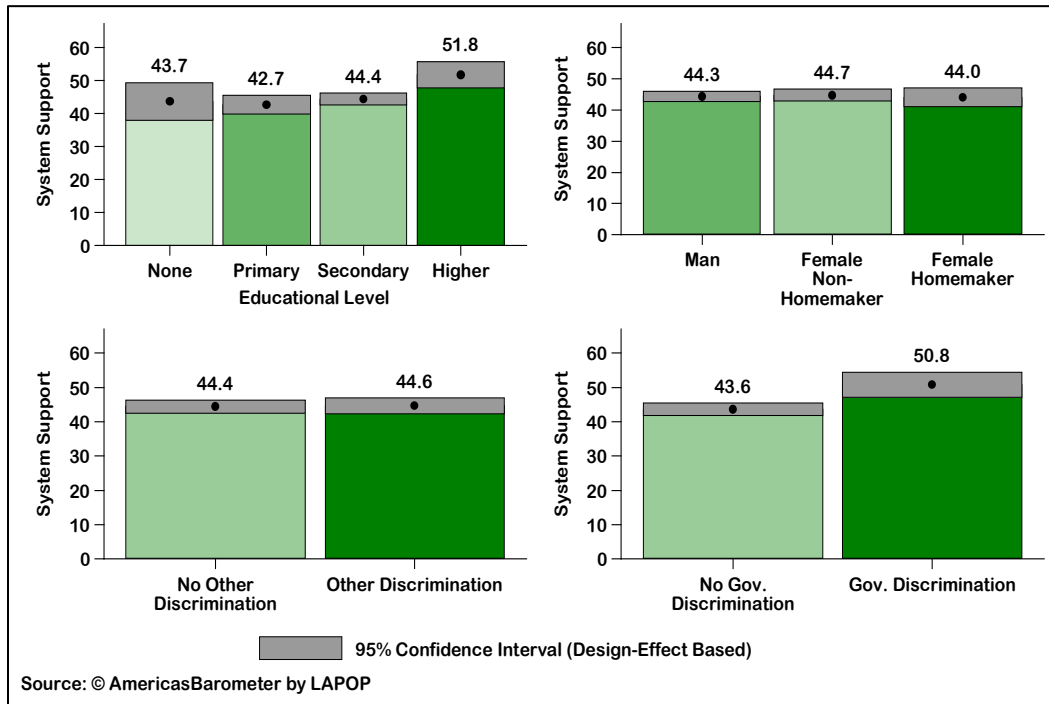 System Support
60
50
40
30
20
10
0
43.7
42.7
44.4
51.8
None
Primary
Secondary
Higher
Educational Level
System Support
60
50
40
30
20
10
0
44.3
44.7
44.0
Man
Female
Non-
Homemaker
Female
Homemaker
System Support
60
50
40
30
20
10
0
44.4
44.6
No Other
Discrimination
Other Discrimination
System Support
60
50
40
30
20
10
0
43.6
50.8
No Gov.
Discrimination
Gov. Discrimination
95% Confidence Interval (Design-Effect Based)
Source: © AmericasBarometer by LAPOP